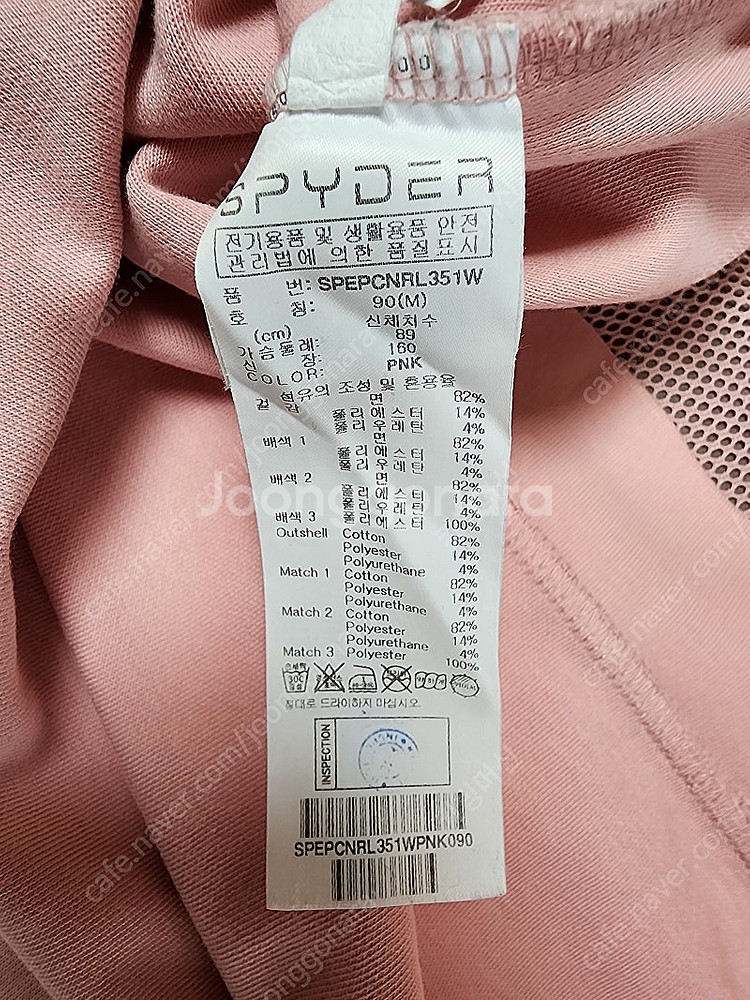 SPYDER
전기용품 및 생활용품 안전
관리법에 의한 품질표시
품 번: SPEPCNRL351W
호 칭: 90(M)
(cm) 신체치수
가슴둘레: 89
신 장: 160
COLOR: PNK
섬유의 조성 및 혼용율
겉 감 면 82%
폴리에스터 14%
폴리우레탄 4%
배색 1 면 82%
폴리에스터 14%
폴리우레탄 4%
배색 2 면 82%
폴리에스터 14%
폴리우레탄 4%
배색 3 폴리에스터 100%
Outshell Cotton 82%
Polyester 14%
Polyurethane 4%
Match 1 Cotton 82%
Polyester 14%
Polyurethane 4%
Match 2 Cotton 82%
Polyester 14%
Polyurethane 4%
Match 3 Polyester 100%
절대로 드라이하지 마십시오.
INSPECTION
SPEPCNRL351WPNK090
Joonggonara
cafe.naver.com/joonggonara